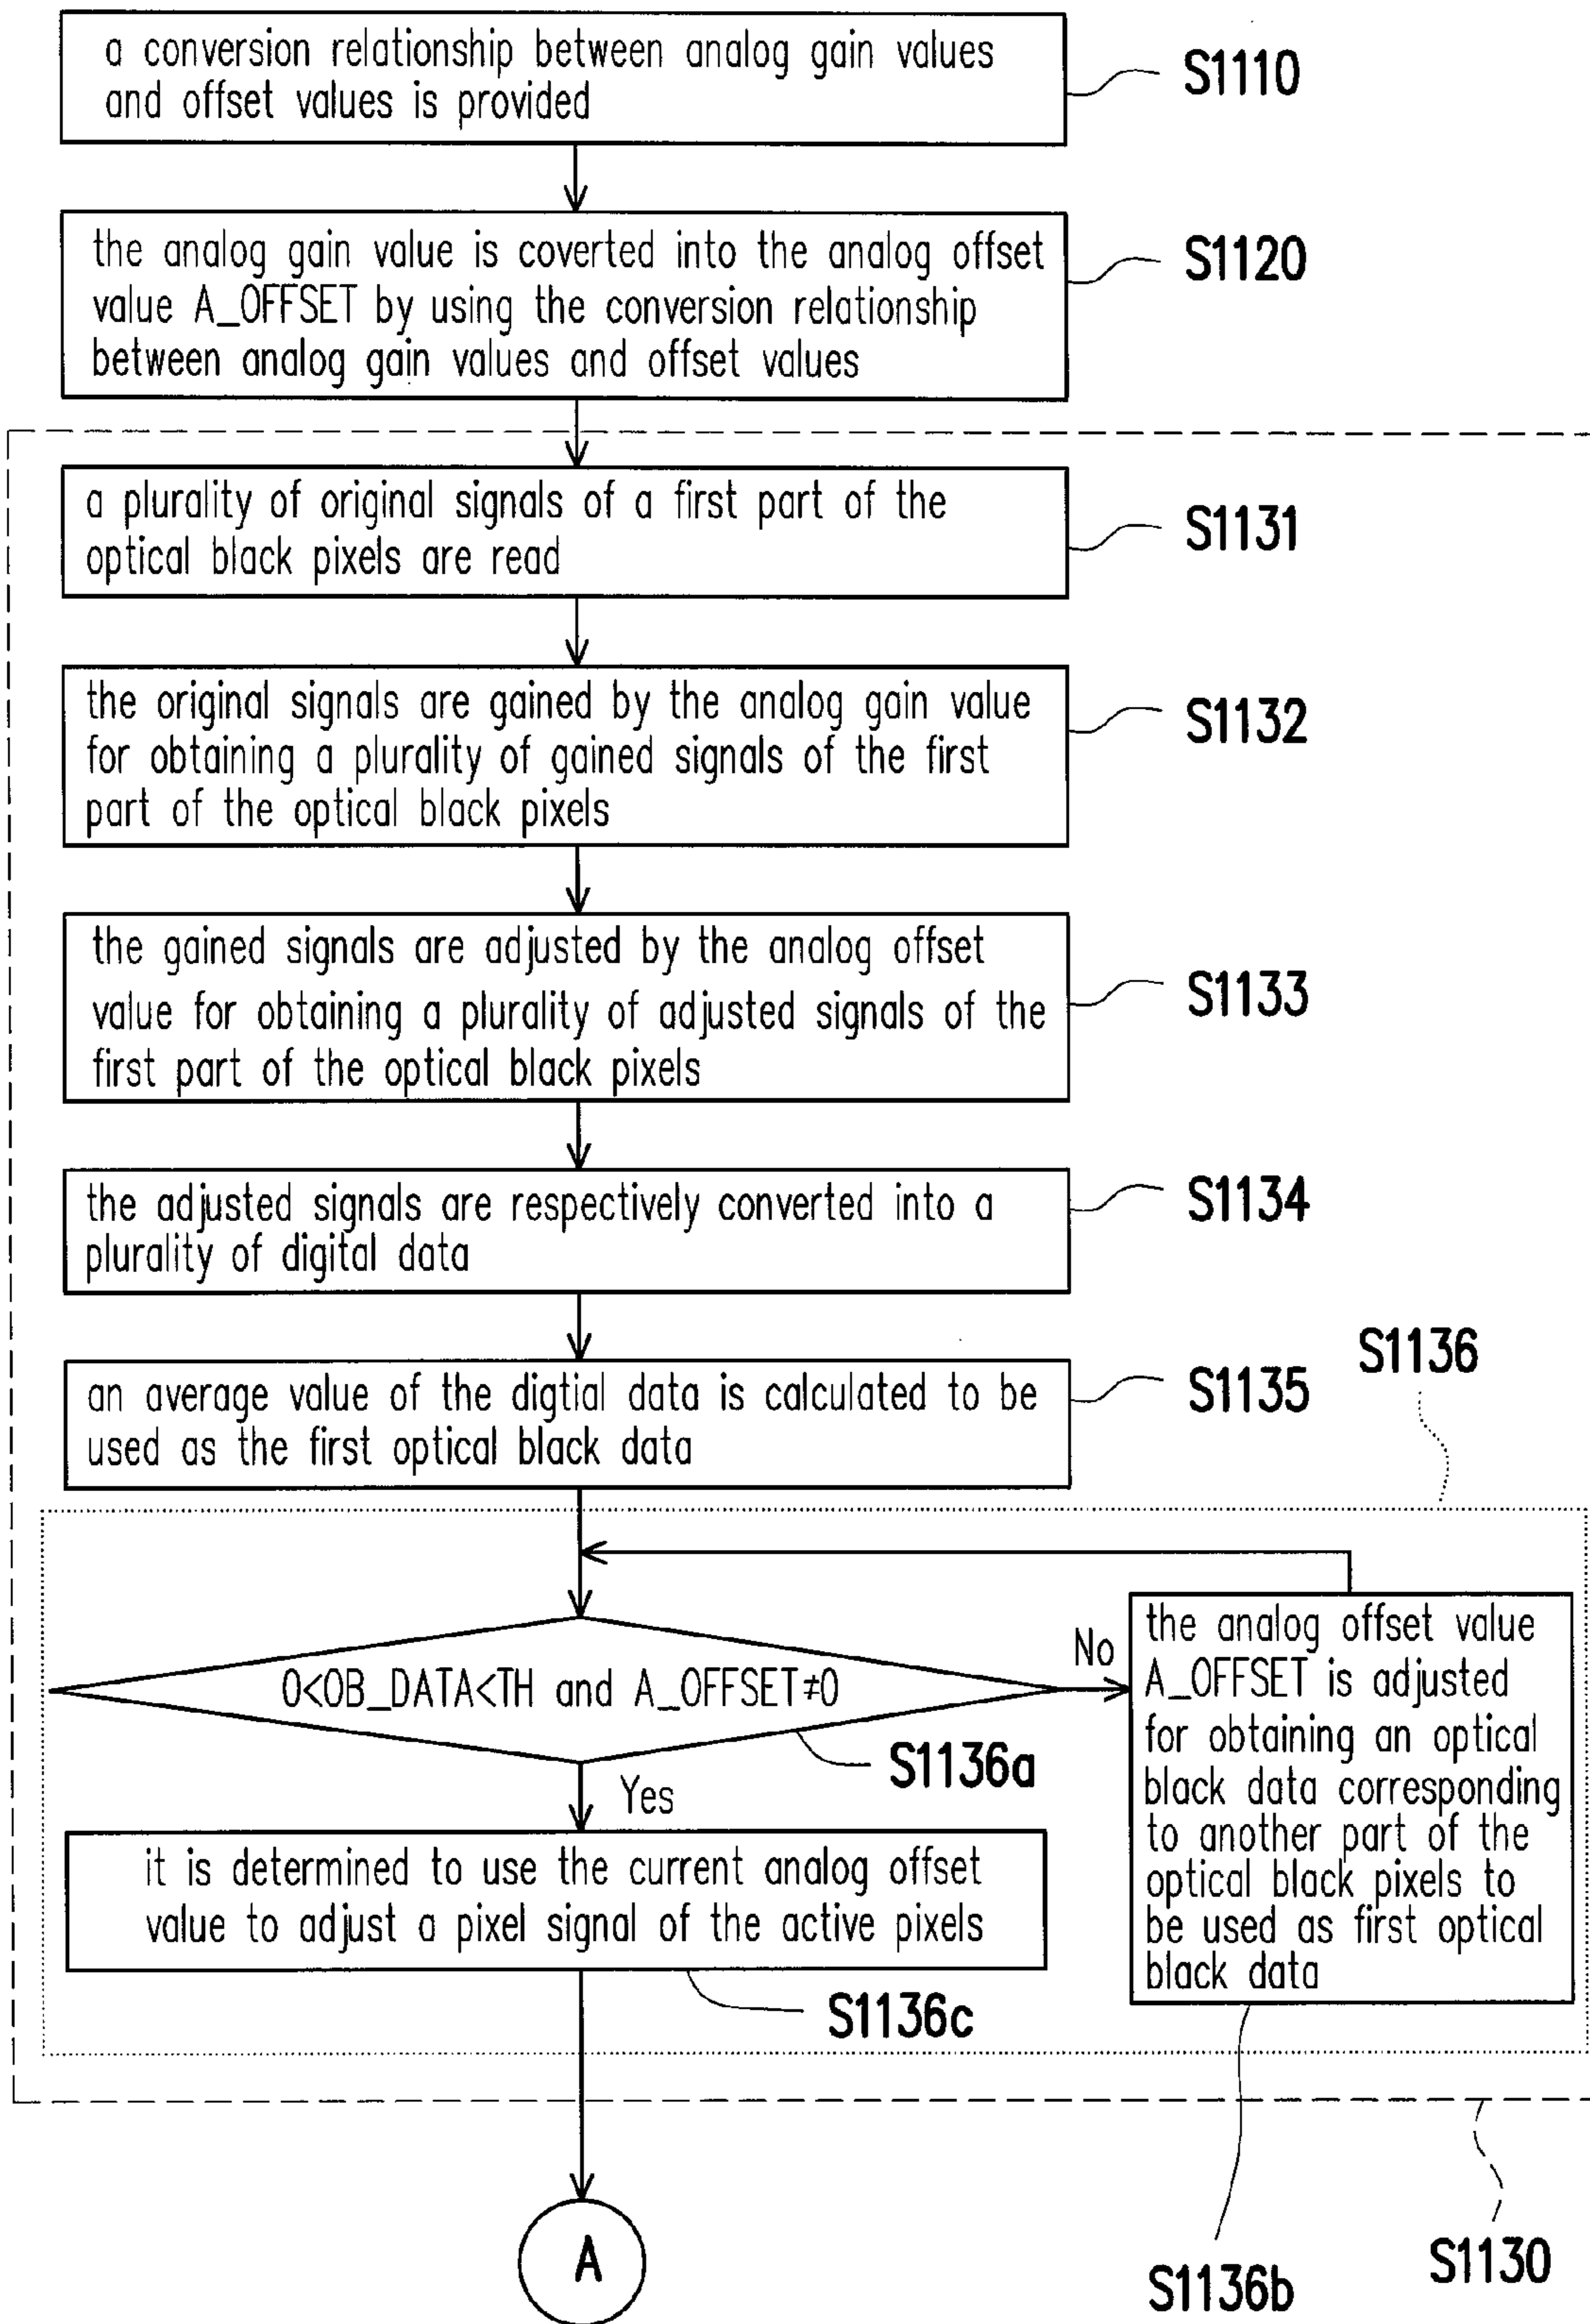 a conversion relationship between analog gain values
and offset values is provided
S1110
the analog gain value is coverted into the analog offset
value A_OFFSET by using the conversion relationship
between analog gain values and offset values
S1120
a plurality of original signals of a first part of the
optical black pixels are read
S1131
the original signals are gained by the analog gain value
for obtaining a plurality of gained signals of the first
part of the optical black pixels
S1132
the gained signals are adjusted by the analog offset
value for obtaining a plurality of adjusted signals of the
first part of the optical black pixels
S1133
the adjusted signals are respectively converted into a
plurality of digital data
S1134
an average value of the digtial data is calculated to be
used as the first optical black data
S1135
S1136
0<OB_DATA<TH and A_OFFSET≠0
S1136a
No
Yes
the analog offset value
A_OFFSET is adjusted
for obtaining an optical
black data corresponding
to another part of the
optical black pixels to
be used as first optical
black data
it is determined to use the current analog offset
value to adjust a pixel signal of the active pixels
S1136c
A
S1136b
S1130